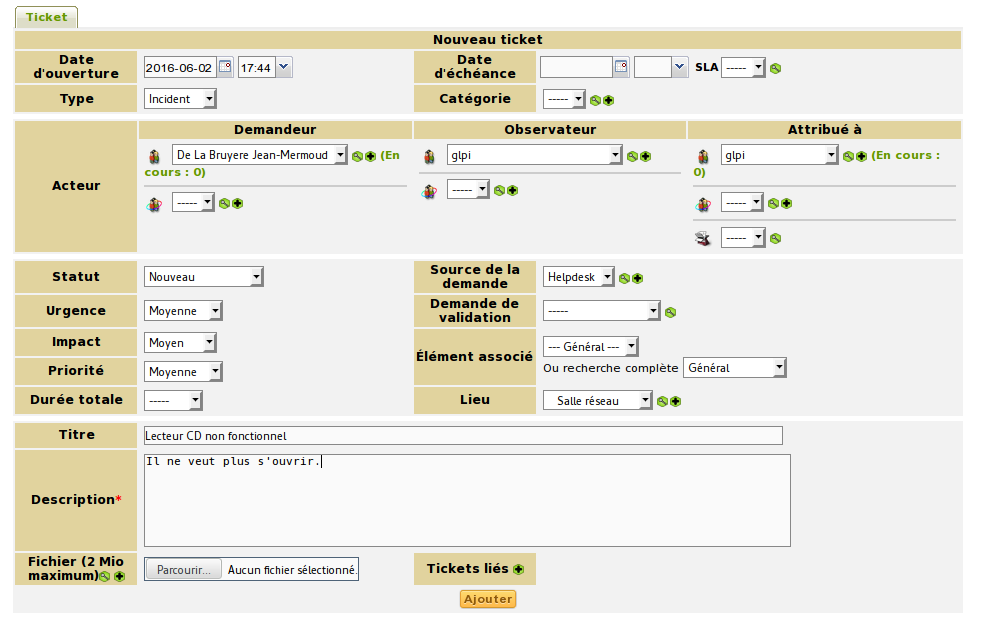 Ticket
Nouveau ticket
Date d'ouverture 2016-06-02 17:44 Date d'échéance SLA -----
Type Incident Catégorie -----
Acteur
Demandeur Observateur Attribué à
De La Bruyere Jean-Mermoud (En cours : 0) glpi glpi (En cours : 0)
----- ----- -----
-----
Statut Nouveau Source de la demande Helpdesk
Urgence Moyenne Demande de validation -----
Impact Moyen Élément associé --- Général ---
Priorité Moyenne Ou recherche complète Général
Durée totale ----- Lieu Salle réseau
Titre Lecteur CD non fonctionnel
Description* Il ne veut plus s'ouvrir.
Fichier (2 Mio maximum) Parcourir... Aucun fichier sélectionné. Tickets liés
Ajouter